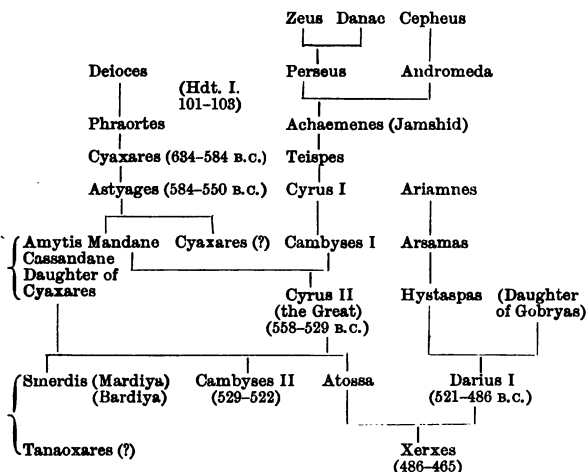 Zeus Danae Cepheus
Deioces
(Hdt. I.
101–103)
Perseus Andromeda
Phraortes
Achaemenes (Jamshid)
Cyaxares (634–584 B.C.) Teispes
Astyages (584–550 B.C.) Cyrus I Ariamnes
Amytis Mandane Cyaxares (?) Cambyses I Arsamas
Cassandane
Daughter of
Cyaxares
Cyrus II
(the Great)
(558–529 B.C.)
Hystaspas (Daughter
of Gobryas)
Smerdis (Mardiya) Cambyses II Atossa Darius I
(Bardiya) (529–522) (521–486 B.C.)
Tanaoxares (?) Xerxes
(486–465)